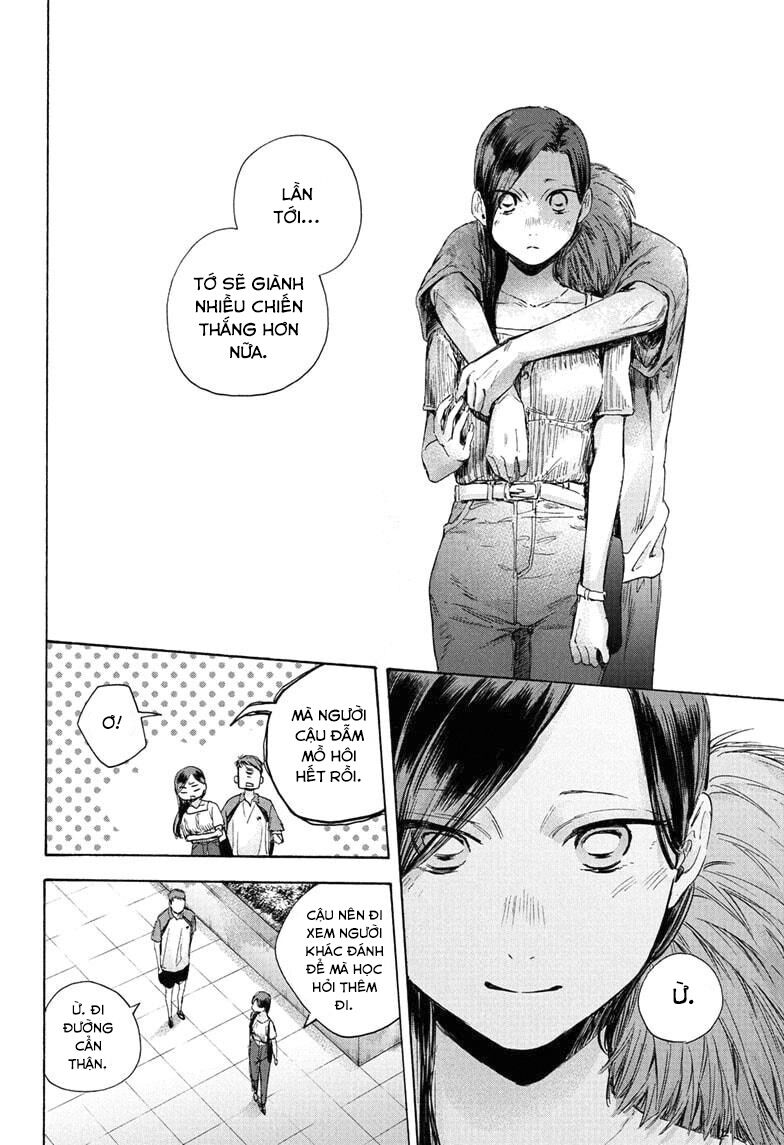 LẦN
TỚI...
TỚ SẼ GIÀNH
NHIỀU CHIẾN
THẮNG HƠN
NỮA.
Ừ.
MÀ NGƯỜI
CẬU ĐẪM
MỒ HÔI
HẾT RỒI.
Ơ!
CẬU NÊN ĐI
XEM NGƯỜI
KHÁC ĐÁNH
ĐỂ MÀ HỌC
HỎI THÊM
ĐI.
Ừ. ĐI
ĐƯỜNG
CẨN
THẬN.